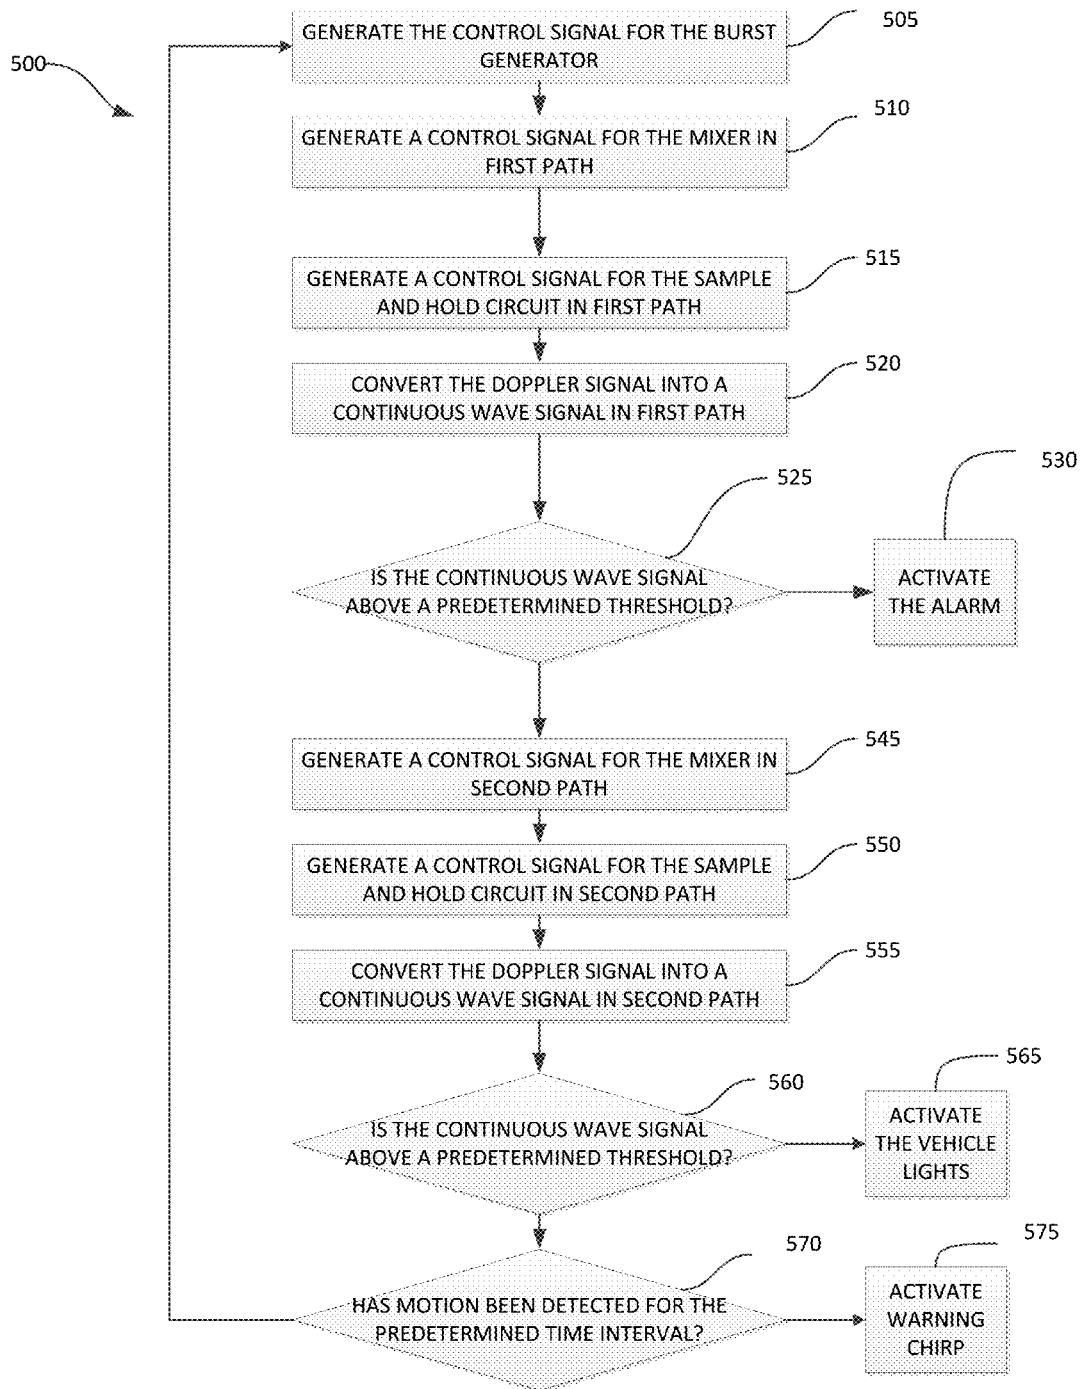 500
GENERATE THE CONTROL SIGNAL FOR THE BURST
GENERATOR
505
GENERATE A CONTROL SIGNAL FOR THE MIXER IN
FIRST PATH
510
GENERATE A CONTROL SIGNAL FOR THE SAMPLE
AND HOLD CIRCUIT IN FIRST PATH
515
CONVERT THE DOPPLER SIGNAL INTO A
CONTINUOUS WAVE SIGNAL IN FIRST PATH
520
IS THE CONTINUOUS WAVE SIGNAL
ABOVE A PREDETERMINED THRESHOLD?
525
ACTIVATE
THE ALARM
530
GENERATE A CONTROL SIGNAL FOR THE MIXER IN
SECOND PATH
545
GENERATE A CONTROL SIGNAL FOR THE SAMPLE
AND HOLD CIRCUIT IN SECOND PATH
550
CONVERT THE DOPPLER SIGNAL INTO A
CONTINUOUS WAVE SIGNAL IN SECOND PATH
555
IS THE CONTINUOUS WAVE SIGNAL
ABOVE A PREDETERMINED THRESHOLD?
560
ACTIVATE
THE VEHICLE
LIGHTS
565
HAS MOTION BEEN DETECTED FOR THE
PREDETERMINED TIME INTERVAL?
570
ACTIVATE
WARNING
CHIRP
575